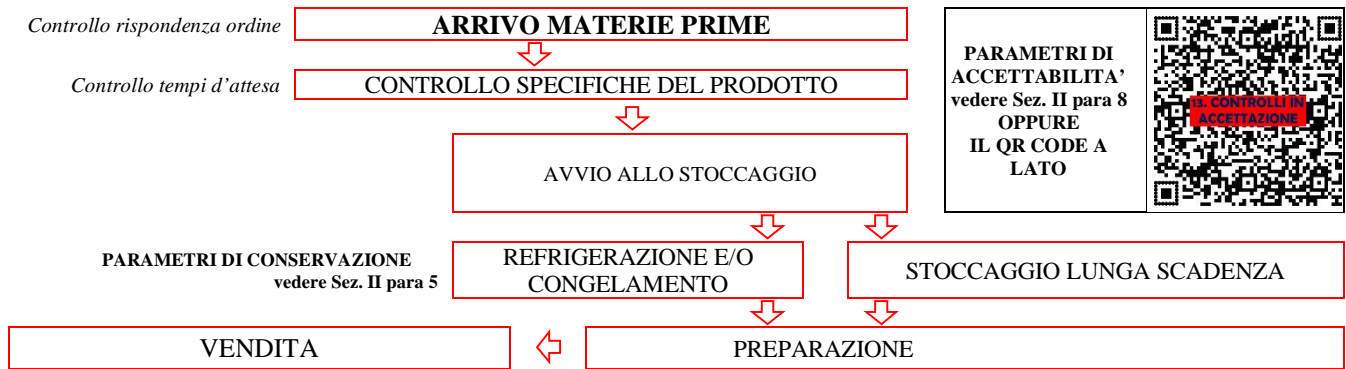 Controllo rispondenza ordine
ARRIVO MATERIE PRIME
Controllo tempi d'attesa
CONTROLLO SPECIFICHE DEL PRODOTTO
PARAMETRI DI
ACCETTABILITA'
vedere Sez. II para 8
OPPURE
IL QR CODE A
LATO
13. CONTROLLI IN
ACCETTAZIONE
AVVIO ALLO STOCCAGGIO
PARAMETRI DI CONSERVAZIONE
vedere Sez. II para 5
REFRIGERAZIONE E/O
CONGELAMENTO
STOCCAGGIO LUNGA SCADENZA
VENDITA
PREPARAZIONE